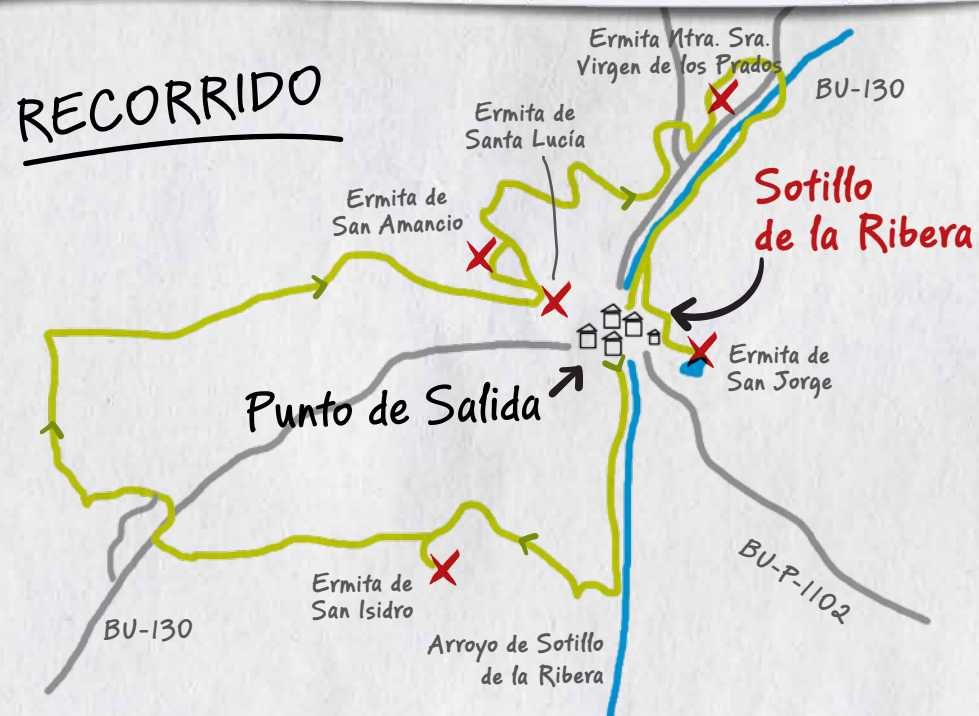 RECORRIDO
Ermita Ntra. Sra.
Virgen de los Prados
BU-130
Ermita de
Santa Lucía
Sotillo
de la Ribera
Ermita de
San Amancio
Ermita de
San Jorge
Punto de Salida
BU-P-1102
Ermita de
San Isidro
BU-130
Arroyo de Sotillo
de la Ribera